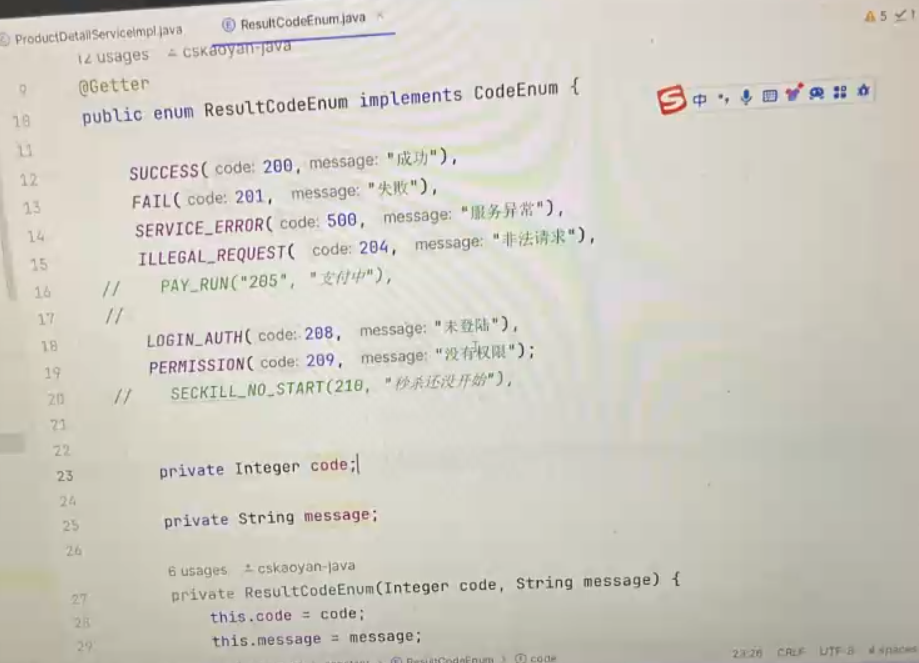 ProductDetailServiceImpl.java
ResultCodeEnum.java
5
1
12 usages cskaoyan-java
9 @Getter
10 public enum ResultCodeEnum implements CodeEnum {
中
11
12 SUCCESS( code: 200, message: "成功"),
13 FAIL( code: 201, message: "失败"),
14 SERVICE_ERROR( code: 500, message: "服务异常"),
15 ILLEGAL_REQUEST( code: 204, message: "非法请求"),
16 // PAY_RUN("205", "支付中"),
17 //
18 LOGIN_AUTH( code: 208, message: "未登陆"),
19 PERMISSION( code: 209, message: "没有权限");
20 // SECKILL_NO_START(210, "秒杀还没开始"),
21
22
23 private Integer code;
24
25 private String message;
26
6 usages cskaoyan-java
27 private ResultCodeEnum(Integer code, String message) {
28 this.code = code;
29 this.message = message;
ResultCodeEnum code
23:26 CRLF UTF-8 4 spaces